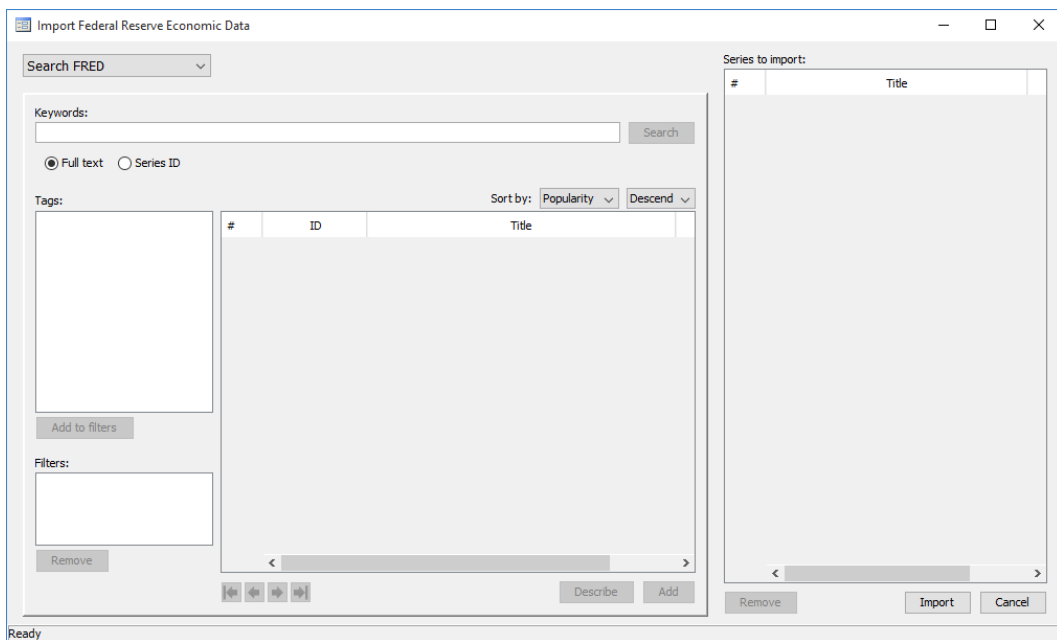 Import Federal Reserve Economic Data
Search FRED
Keywords:
Search
Full text Series ID
Tags:
Sort by: Popularity Descend
# ID Title
Add to filters
Filters:
Remove
Describe Add
Series to import:
# Title
Remove Import Cancel
Ready